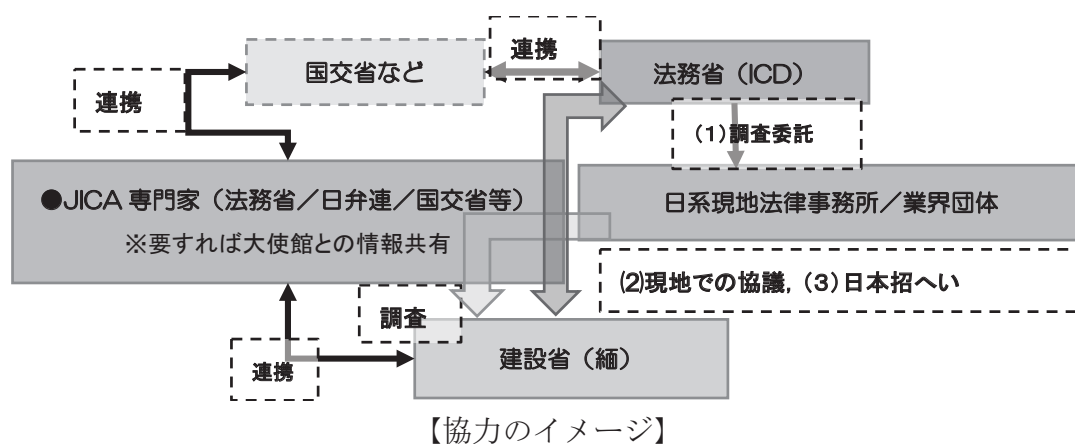 連携
国交省など
法務省（ICD）
連携
（1）調査委託
●JICA 専門家（法務省／日弁連／国交省等）
※要すれば大使館との情報共有
日系現地法律事務所／業界団体
⑵現地での協議,（3）日本招へい
調査
建設省（緬）
連携
【協力のイメージ】